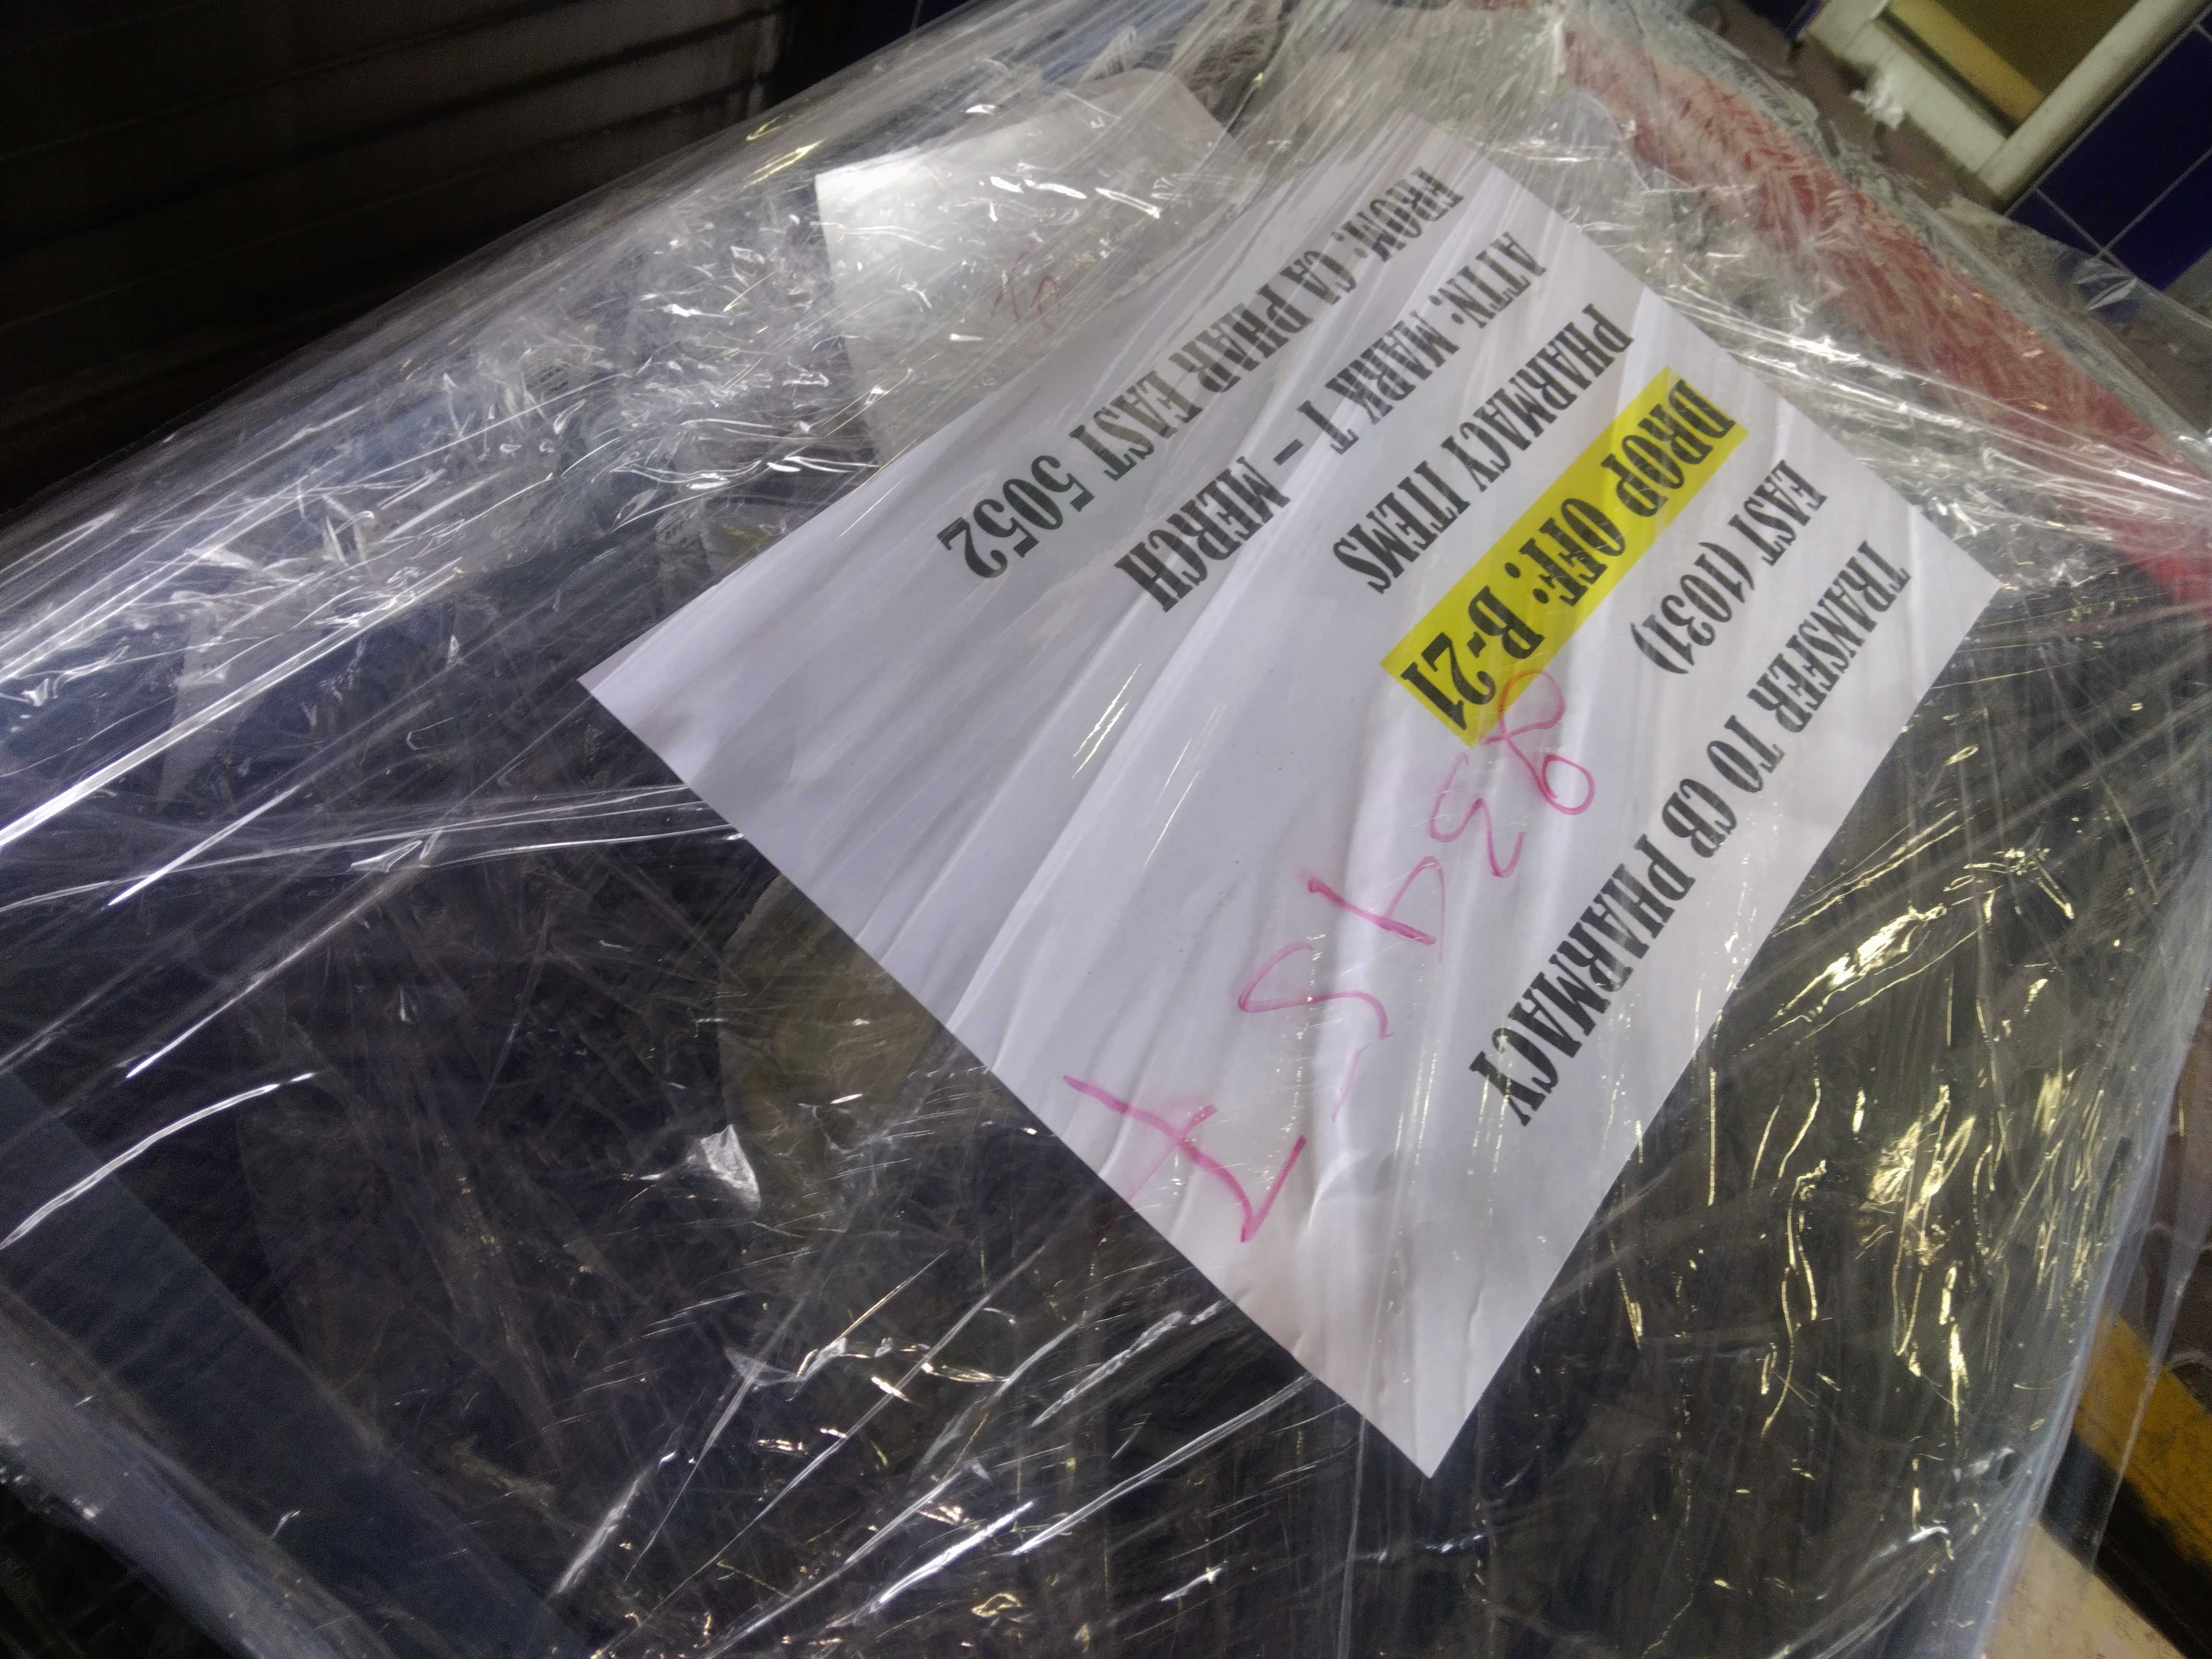 TRANSFER TO CB PHARMACY
EAST (1031)
DROP OFF: B-21
PHARMACY ITEMS
ATTN: MARK T – MERCH
FROM: CA PHAR EAST 5052